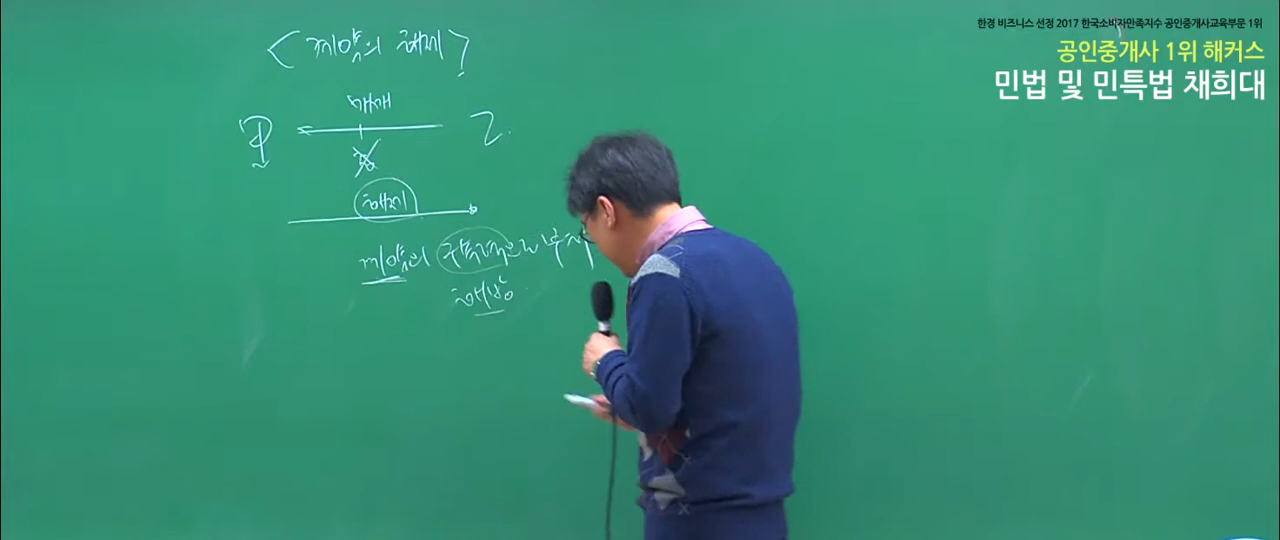 한경 비즈니스 선정 2017 한국소비자만족지수 공인중개사교육부문 1위
공인중개사 1위 해커스
민법 및 민특법 채희대
<계약의 해제>
매매
甲 乙
해제
계약의 구속력으로부터
해방